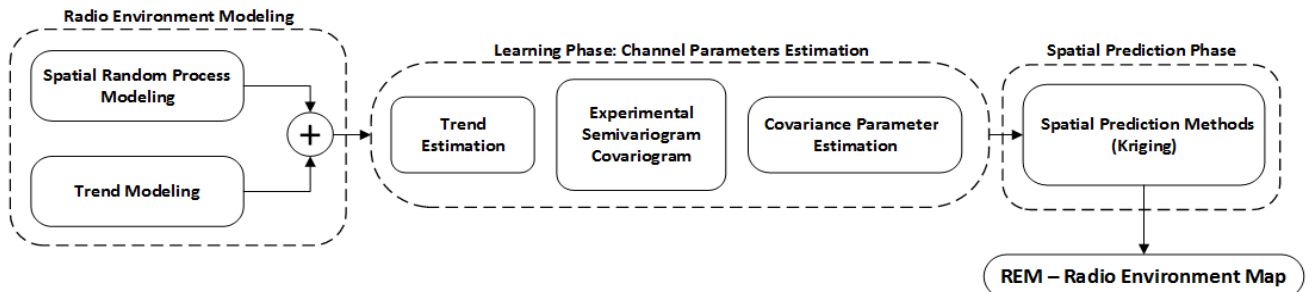 Radio Environment Modeling
Spatial Random Process
Modeling
+
Trend Modeling
Learning Phase: Channel Parameters Estimation
Trend
Estimation
Experimental
Semivariogram
Covariogram
Covariance Parameter
Estimation
Spatial Prediction Phase
Spatial Prediction Methods
(Kriging)
REM – Radio Environment Map